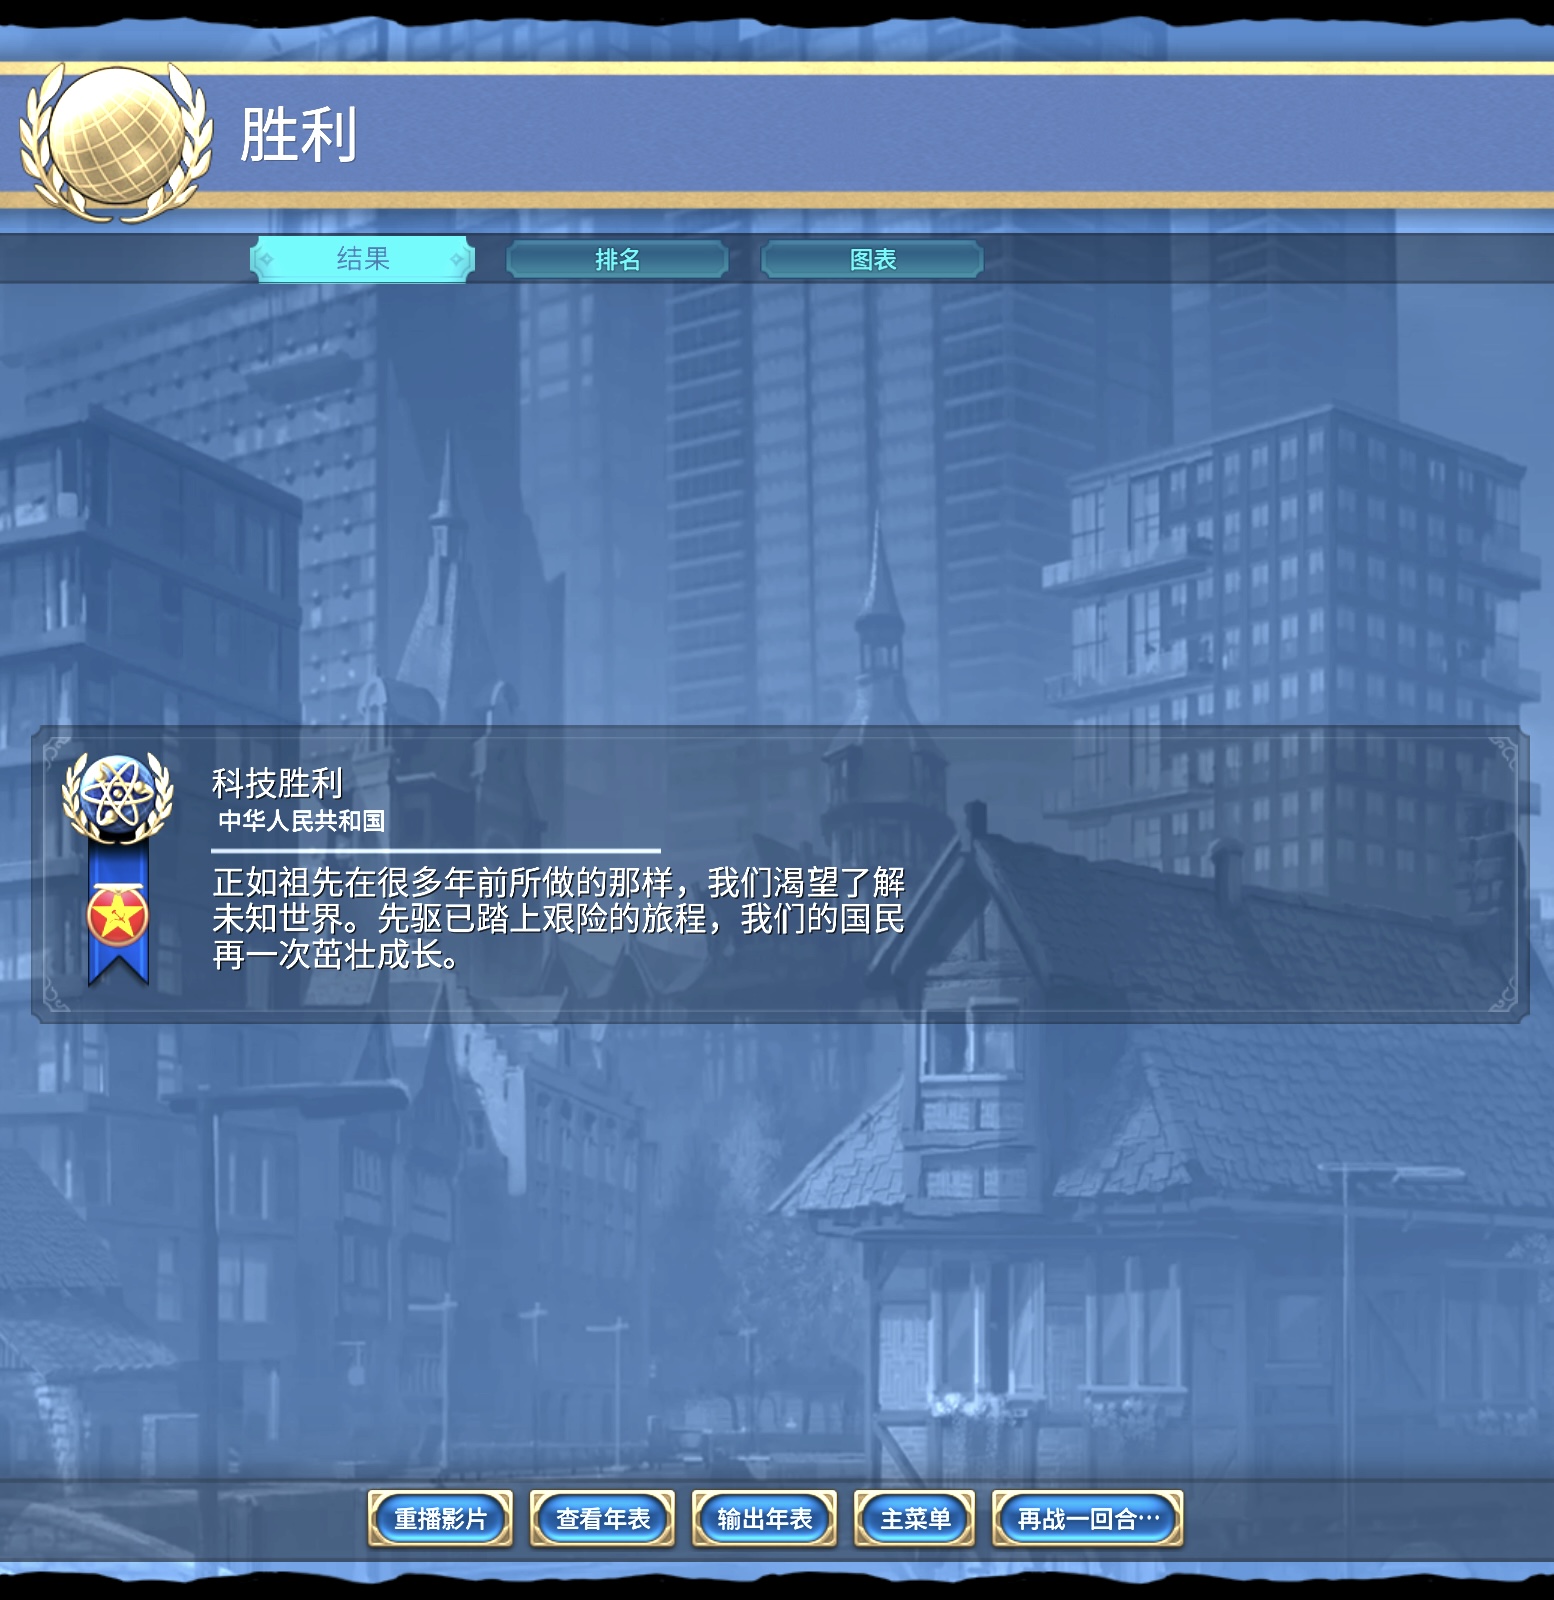 胜利
结果
排名
图表
科技胜利
中华人民共和国
正如祖先在很多年前所做的那样，我们渴望了解
未知世界。先驱已踏上艰险的旅程，我们的国民
再一次茁壮成长。
重播影片
查看年表
输出年表
主菜单
再战一回合…